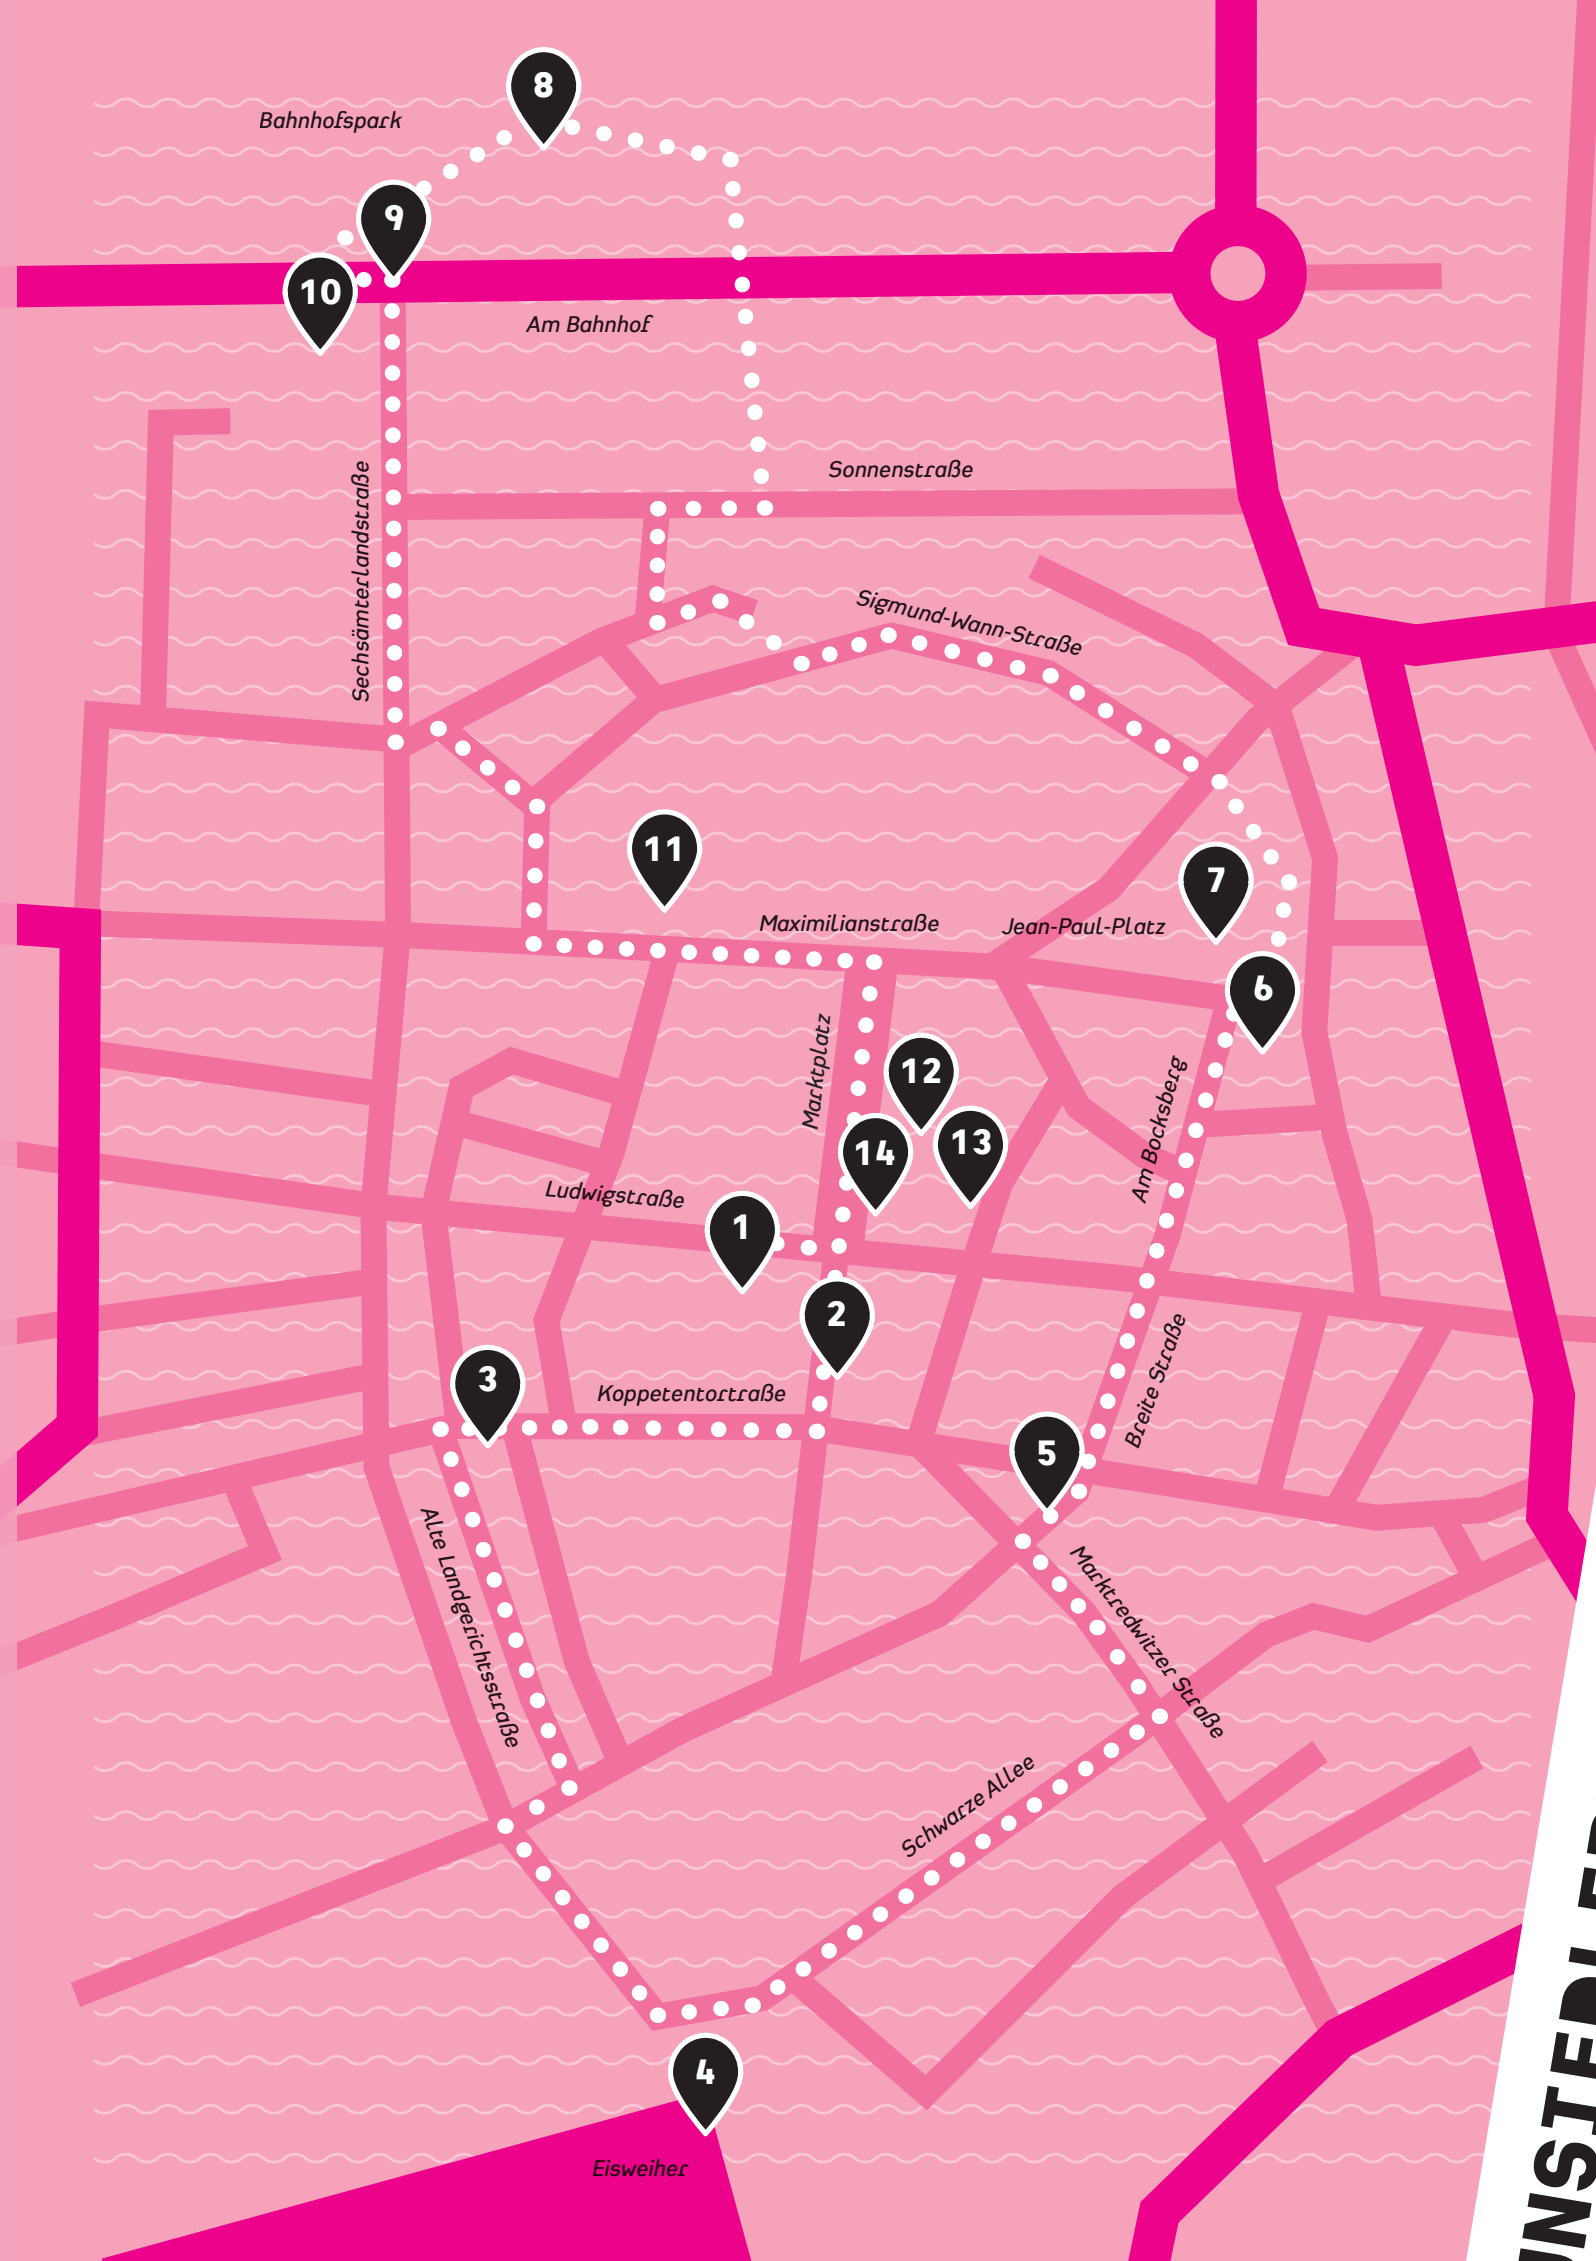 8
Bahnhofspark
9
10
Am Bahnhof
Sonnenstraße
Sechsämterlandstraße
Sigmund-Wann-Straße
11
7
Maximilianstraße
Jean-Paul-Platz
6
Marktplatz
12
Am Bocksberg
13
14
Ludwigstraße
1
2
3
Koppetentortraße
Breite Straße
5
Alte Landgerichtsstraße
Marktredwitzer Straße
Schwarze Allee
4
Eisweiher